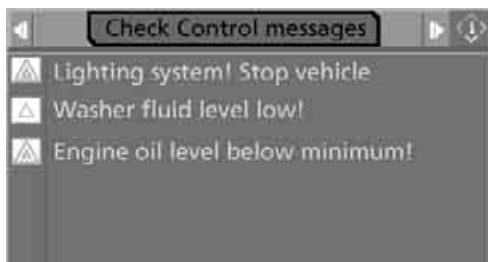 Check Control messages
Lighting system! Stop vehicle
Washer fluid level low!
Engine oil level below minimum!